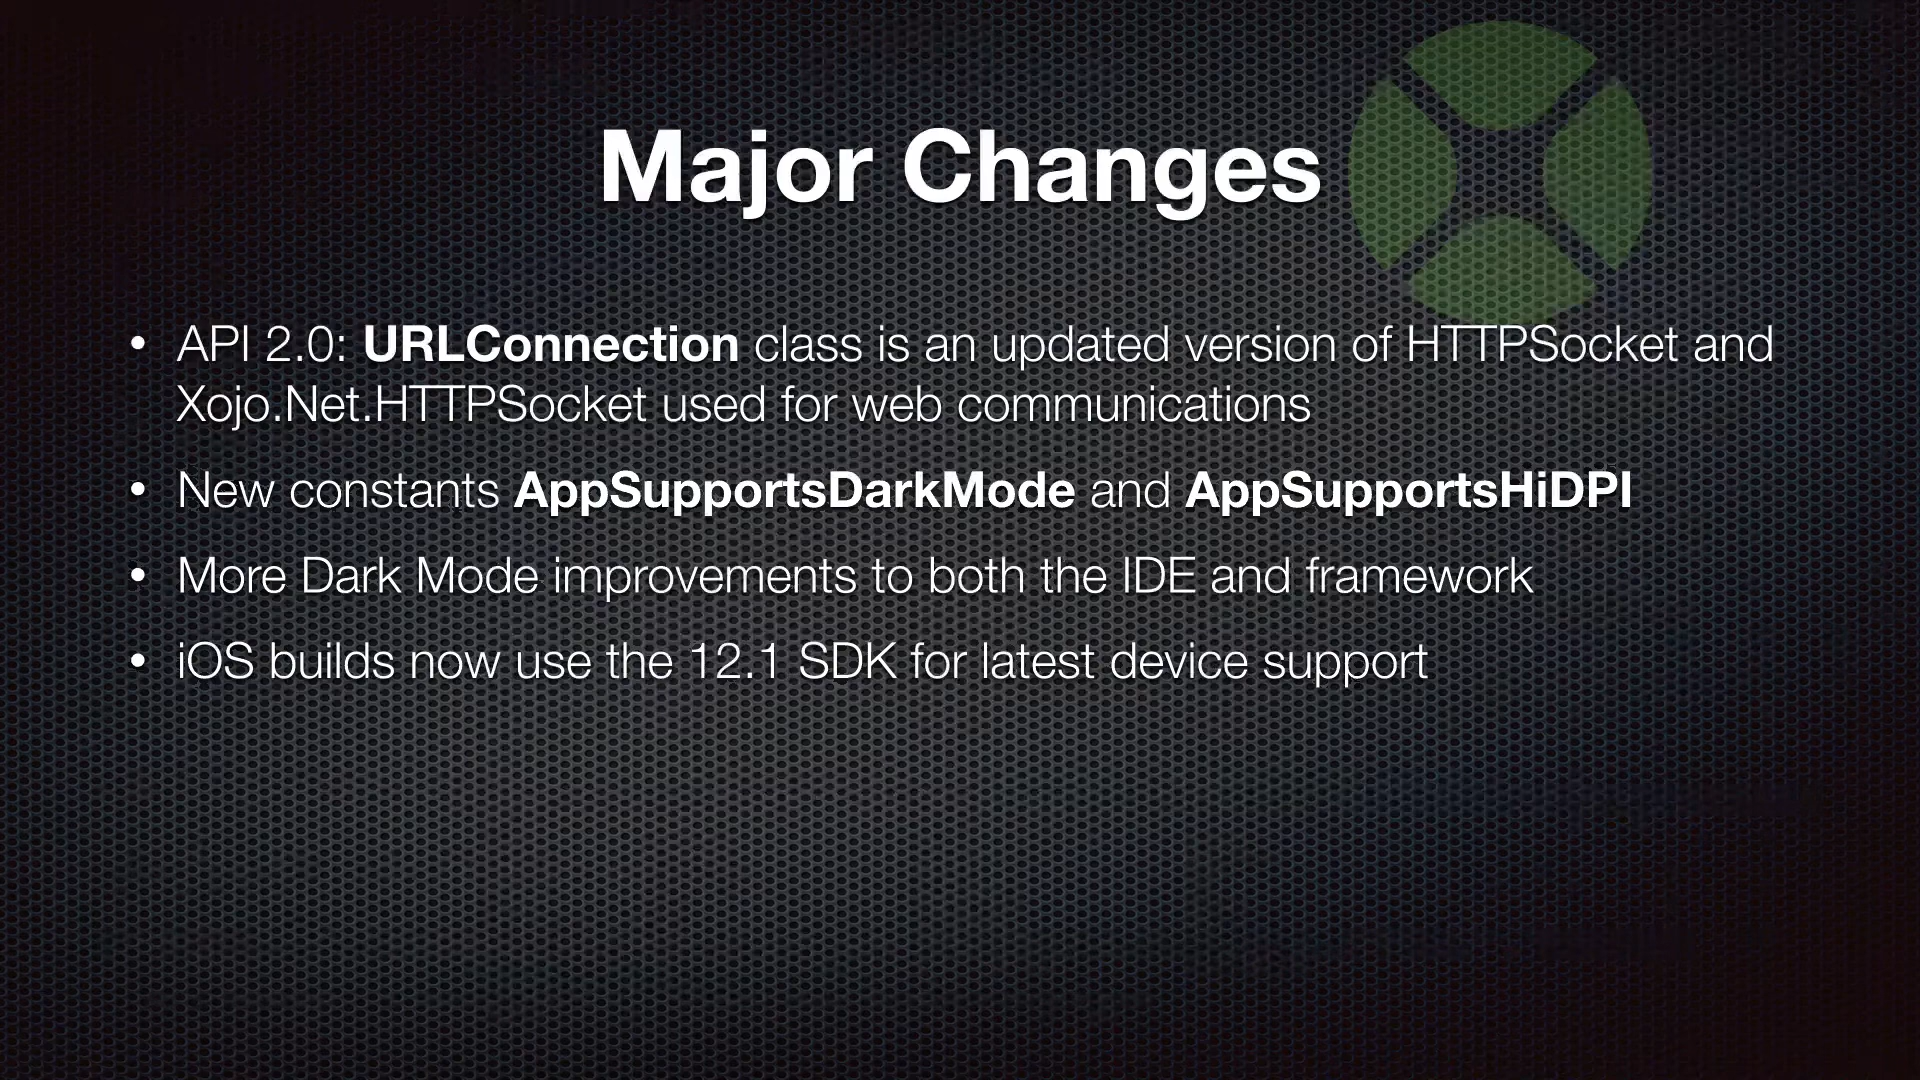 Major Changes
• API 2.0: URLConnection class is an updated version of HTTPSocket and
Xojo.Net.HTTPSocket used for web communications
• New constants AppSupportsDarkMode and AppSupportsHiDPI
• More Dark Mode improvements to both the IDE and framework
• iOS builds now use the 12.1 SDK for latest device support